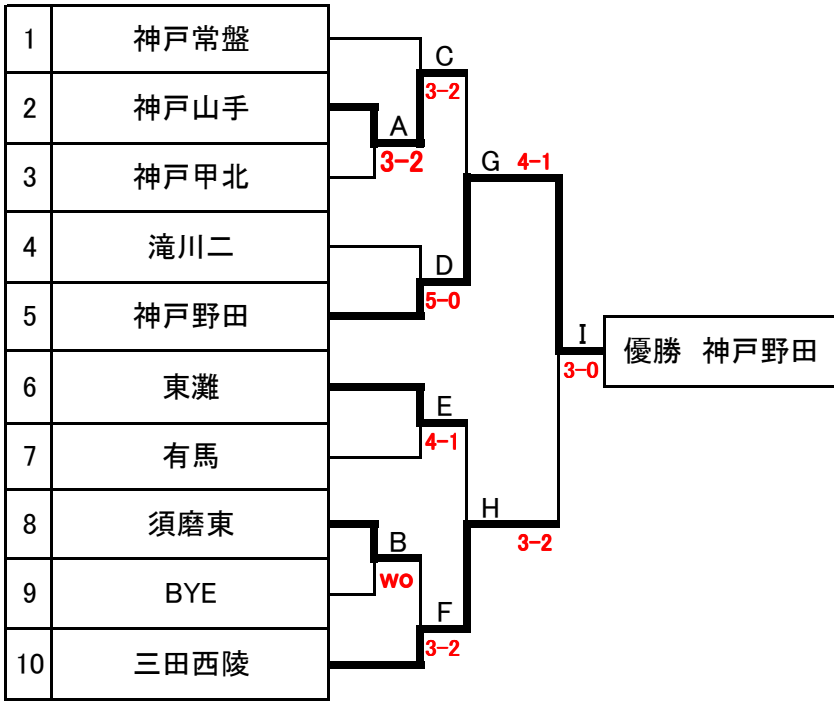 1 神戸常盤
C
3-2
2 神戸山手
A
3-2
3 神戸甲北
G 4-1
4 滝川二
D
5-0
5 神戸野田
I
3-0
優勝 神戸野田
6 東灘
E
4-1
7 有馬
8 須磨東
H
3-2
B
wo
9 BYE
F
3-2
10 三田西陵